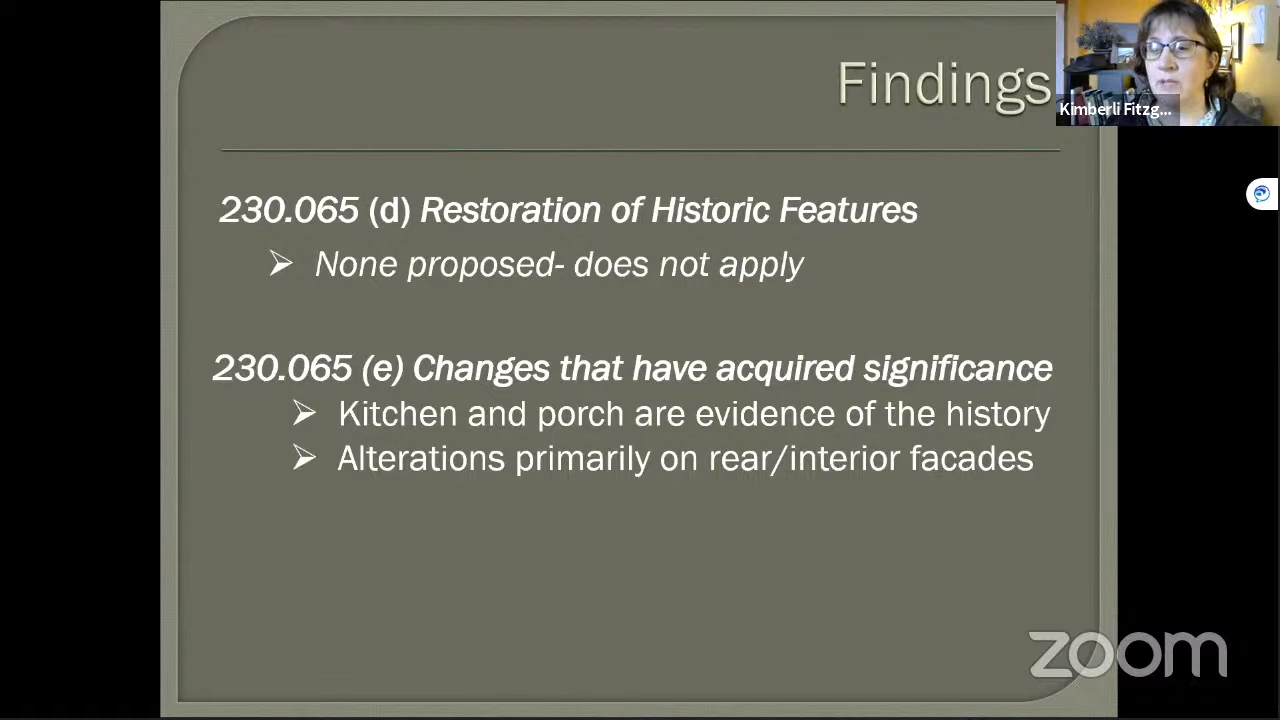 Findings
Kimberli Fitzg...
230.065 (d) Restoration of Historic Features
None proposed- does not apply
230.065 (e) Changes that have acquired significance
Kitchen and porch are evidence of the history
Alterations primarily on rear/interior facades
zoom